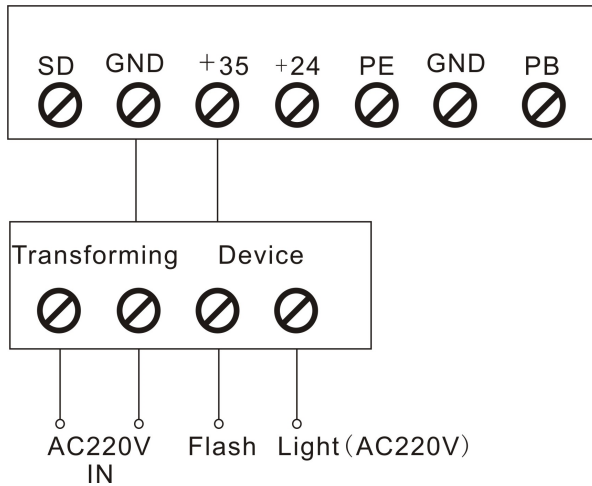 SD GND +35 +24 PE GND PB
Transforming Device
AC220V Flash Light(AC220V)
IN